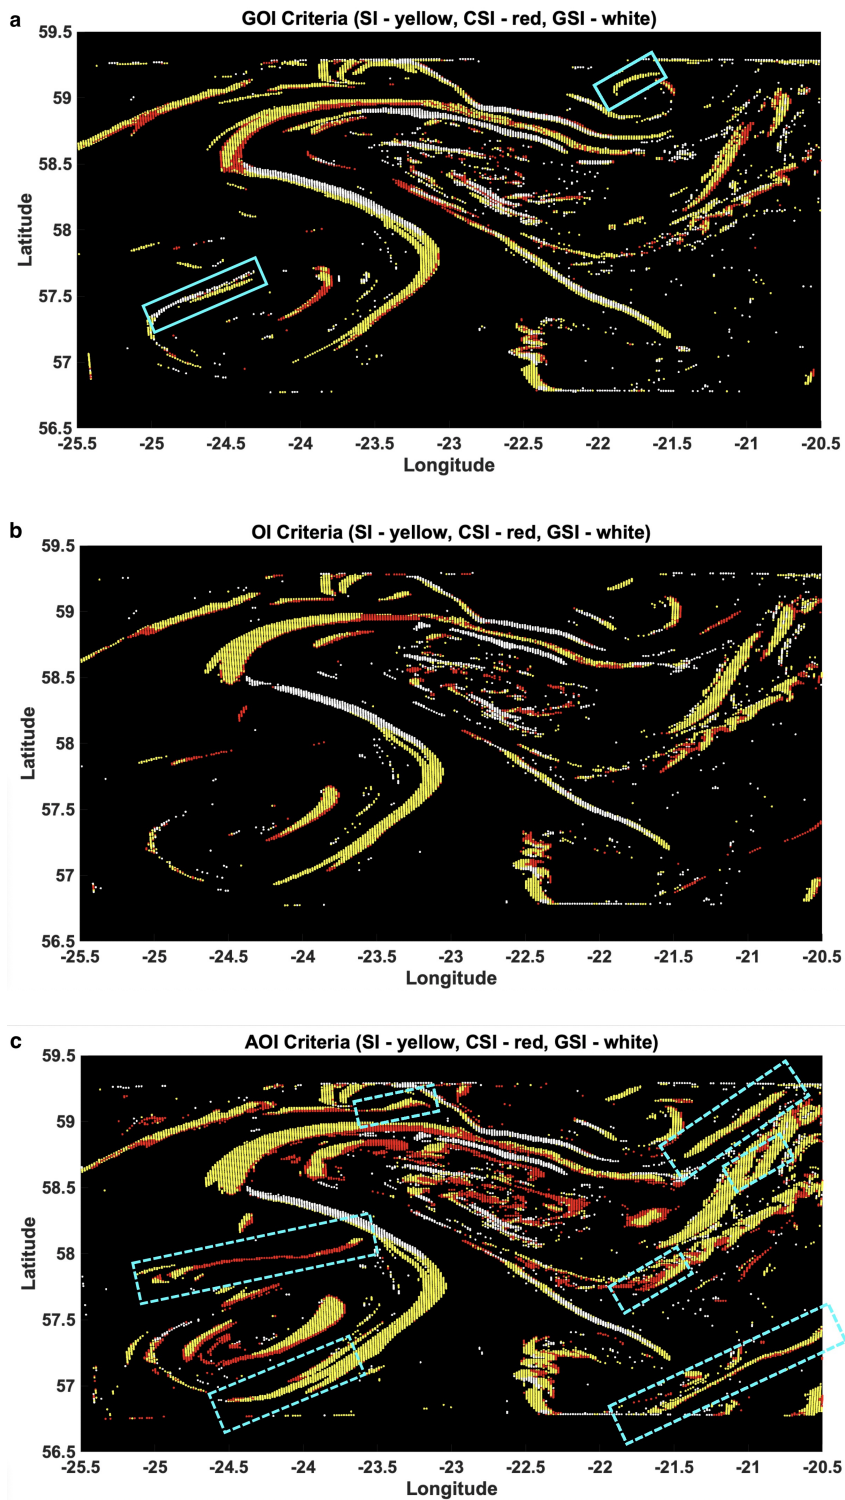 a
GOI Criteria (SI - yellow, CSI - red, GSI - white)
59.5
59
58.5
58
57.5
57
56.5
Latitude
-25.5 -25 -24.5 -24 -23.5 -23 -22.5 -22 -21.5 -21 -20.5
Longitude
b
OI Criteria (SI - yellow, CSI - red, GSI - white)
59.5
59
58.5
58
57.5
57
56.5
Latitude
-25.5 -25 -24.5 -24 -23.5 -23 -22.5 -22 -21.5 -21 -20.5
Longitude
c
AOI Criteria (SI - yellow, CSI - red, GSI - white)
59.5
59
58.5
58
57.5
57
56.5
Latitude
-25.5 -25 -24.5 -24 -23.5 -23 -22.5 -22 -21.5 -21 -20.5
Longitude